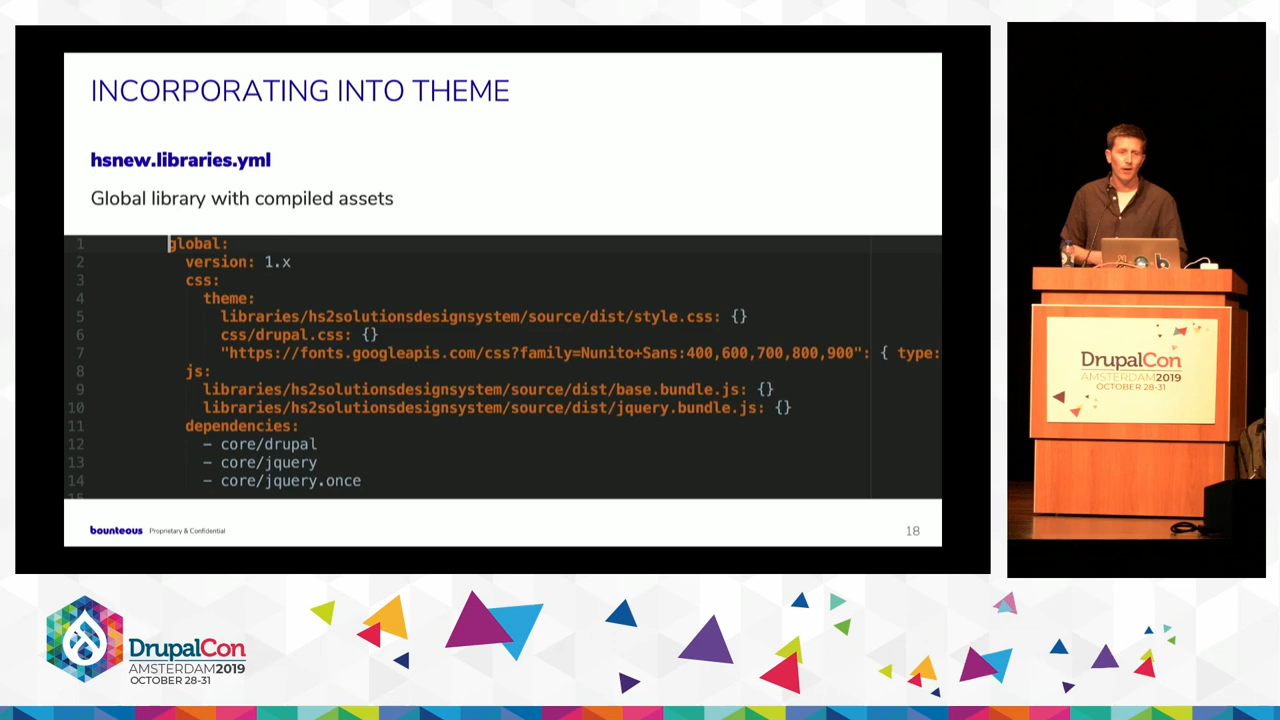 INCORPORATING INTO THEME
hsnew.libraries.yml
Global library with compiled assets
1 global:
2 version: 1.x
3 css:
4 theme:
5 libraries/hs2solutionsdesignsystem/source/dist/style.css: {}
6 css/drupal.css: {}
7 "https://fonts.googleapis.com/css?family=Nunito+Sans:400,600,700,800,900": { type:
8 js:
9 libraries/hs2solutionsdesignsystem/source/dist/base.bundle.js: {}
10 libraries/hs2solutionsdesignsystem/source/dist/jquery.bundle.js: {}
11 dependencies:
12 - core/drupal
13 - core/jquery
14 - core/jquery.once
bounteous Proprietary & Confidential
18
DrupalCon
AMSTERDAM2019
OCTOBER 28-31
DrupalCon
AMSTERDAM2019
OCTOBER 28-31